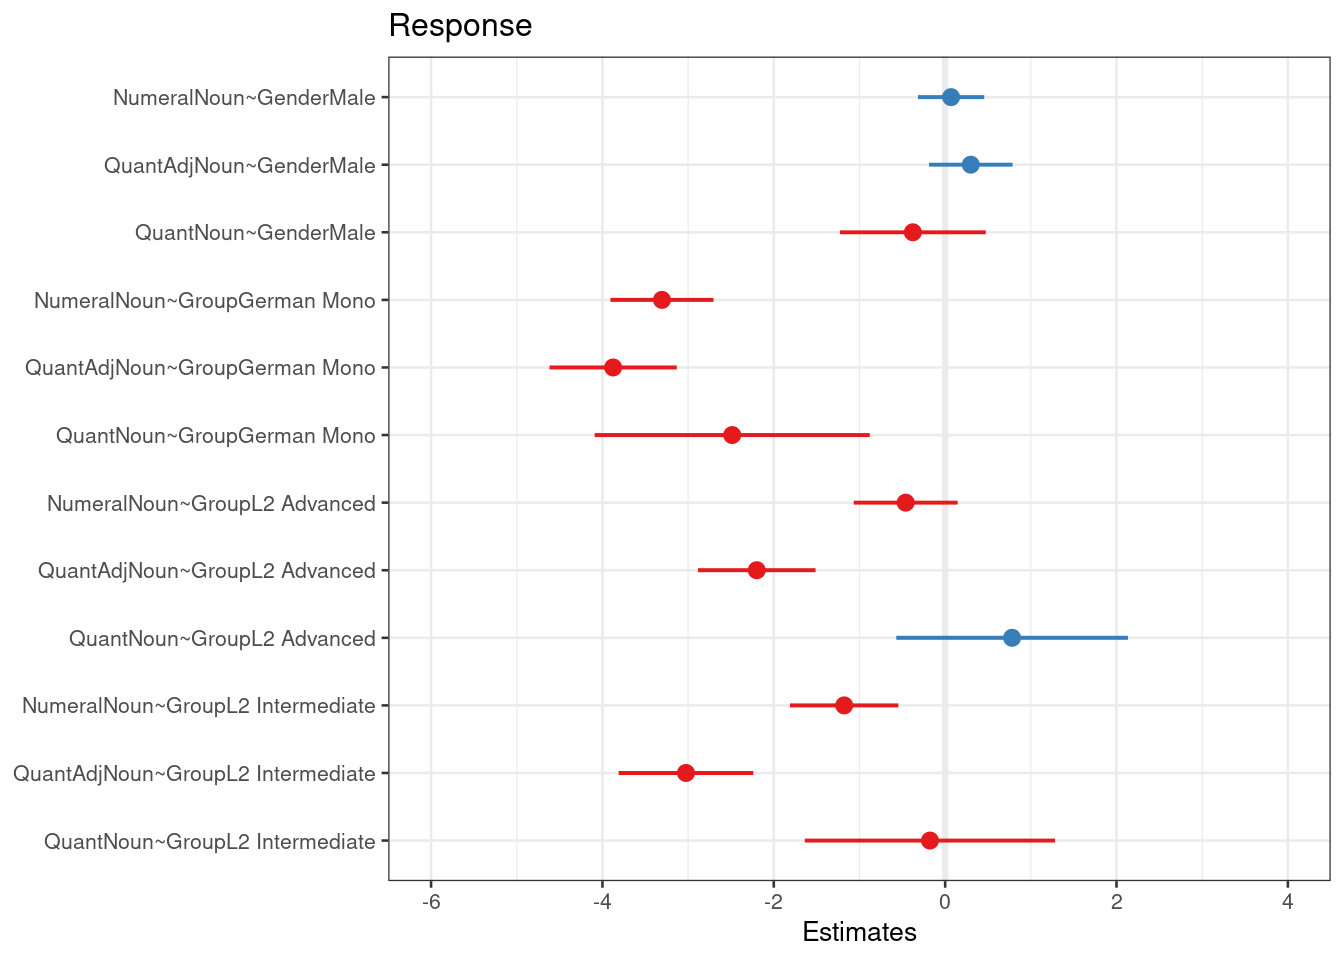 Response
NumeralNoun~GenderMale
QuantAdjNoun~GenderMale
QuantNoun~GenderMale
NumeralNoun~GroupGerman Mono
QuantAdjNoun~GroupGerman Mono
QuantNoun~GroupGerman Mono
NumeralNoun~GroupL2 Advanced
QuantAdjNoun~GroupL2 Advanced
QuantNoun~GroupL2 Advanced
NumeralNoun~GroupL2 Intermediate
QuantAdjNoun~GroupL2 Intermediate
QuantNoun~GroupL2 Intermediate
-6 -4 -2 0 2 4
Estimates